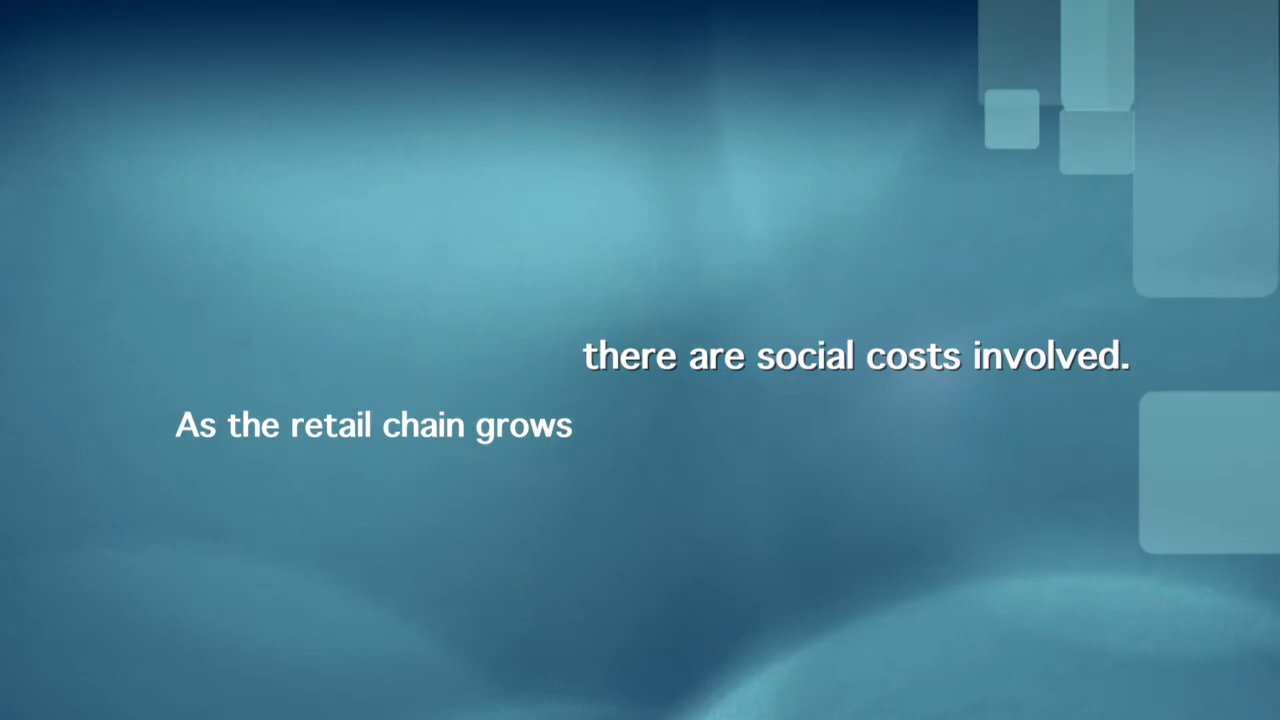 As the retail chain grows
there are social costs involved.